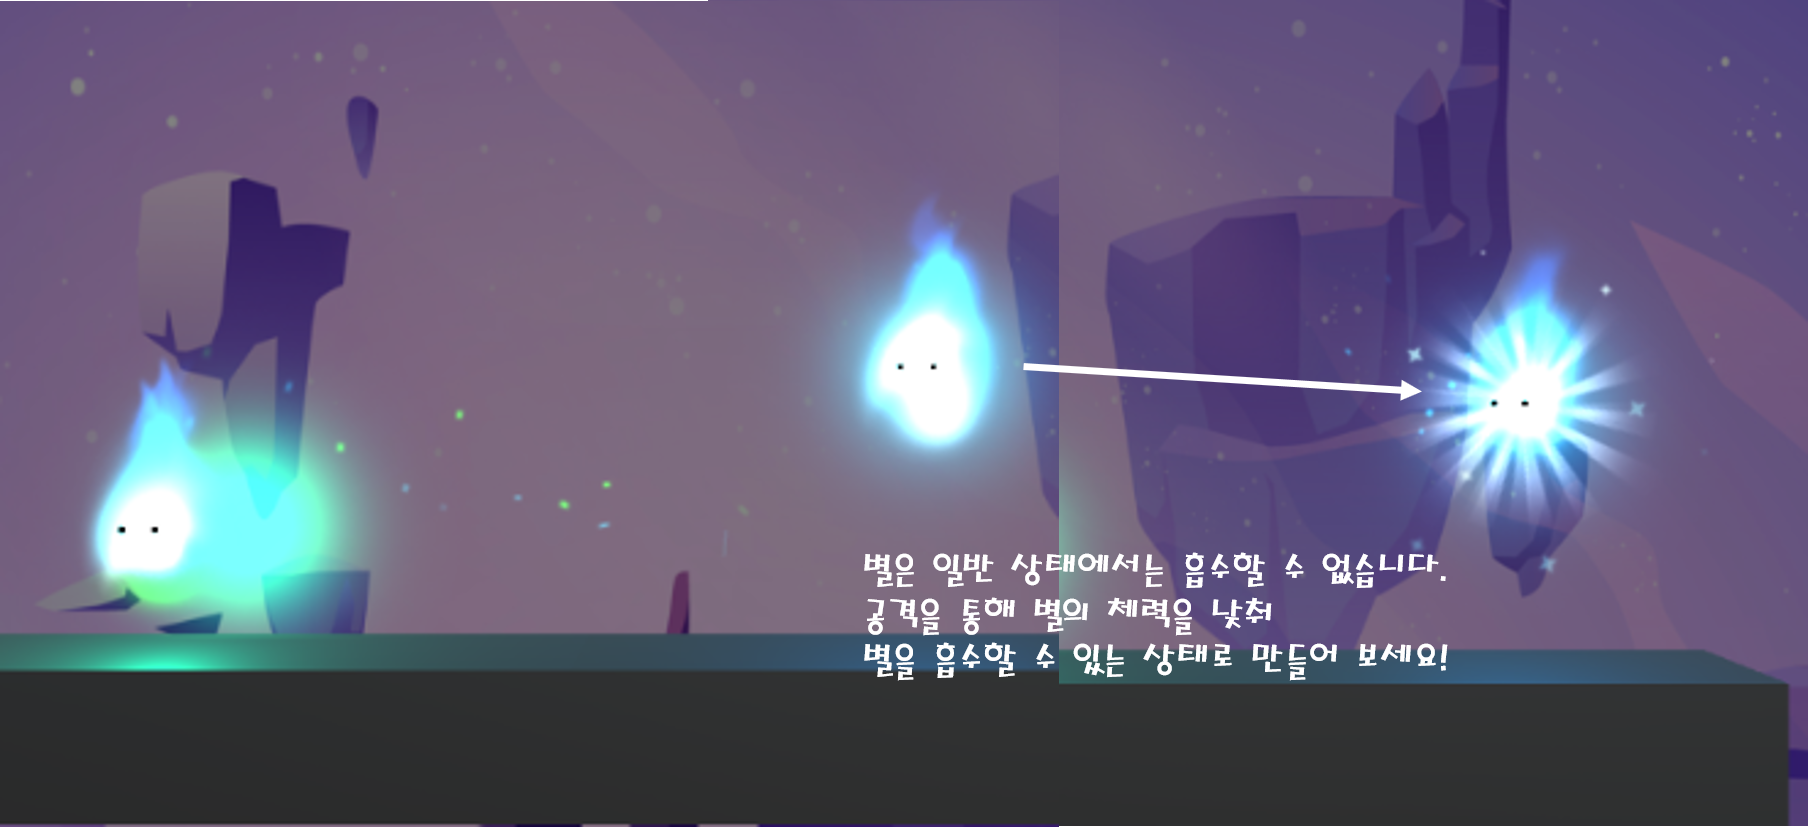 별은 일반 상태에서는 흡수할 수 없습니다.
공격을 통해 별의 체력을 낮춰
별을 흡수할 수 있는 상태로 만들어 보세요!